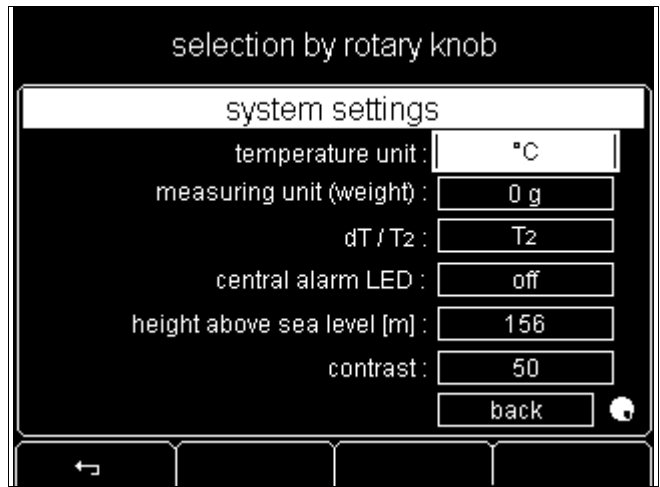 selection by rotary knob
system settings
temperature unit : °C
measuring unit (weight) : 0 g
dT / T2 : T2
central alarm LED : off
height above sea level [m] : 156
contrast : 50
back